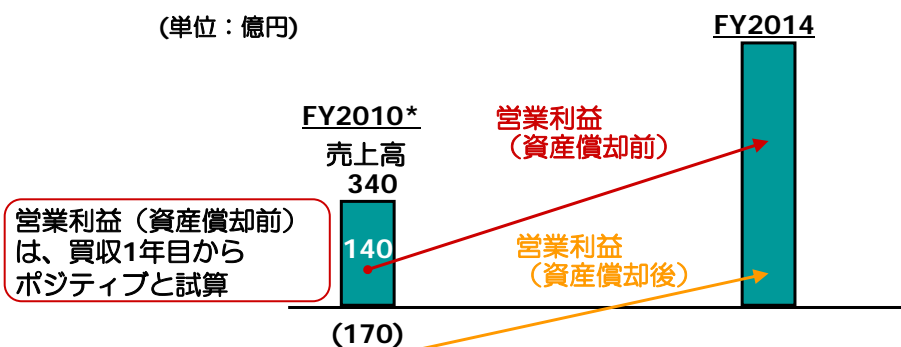 (単位：億円)
FY2014
FY2010*
売上高
340
営業利益
（資産償却前）
営業利益（資産償却前）
は、買収1年目から
ポジティブと試算
140
営業利益
（資産償却後）
(170)